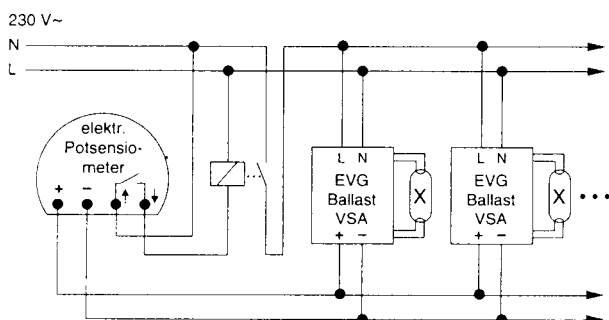 230 V~
N
L
elektr.
Potsensio-
meter
+ −
L N
EVG
Ballast
VSA
+ −
X
L N
EVG
Ballast
VSA
+ −
X